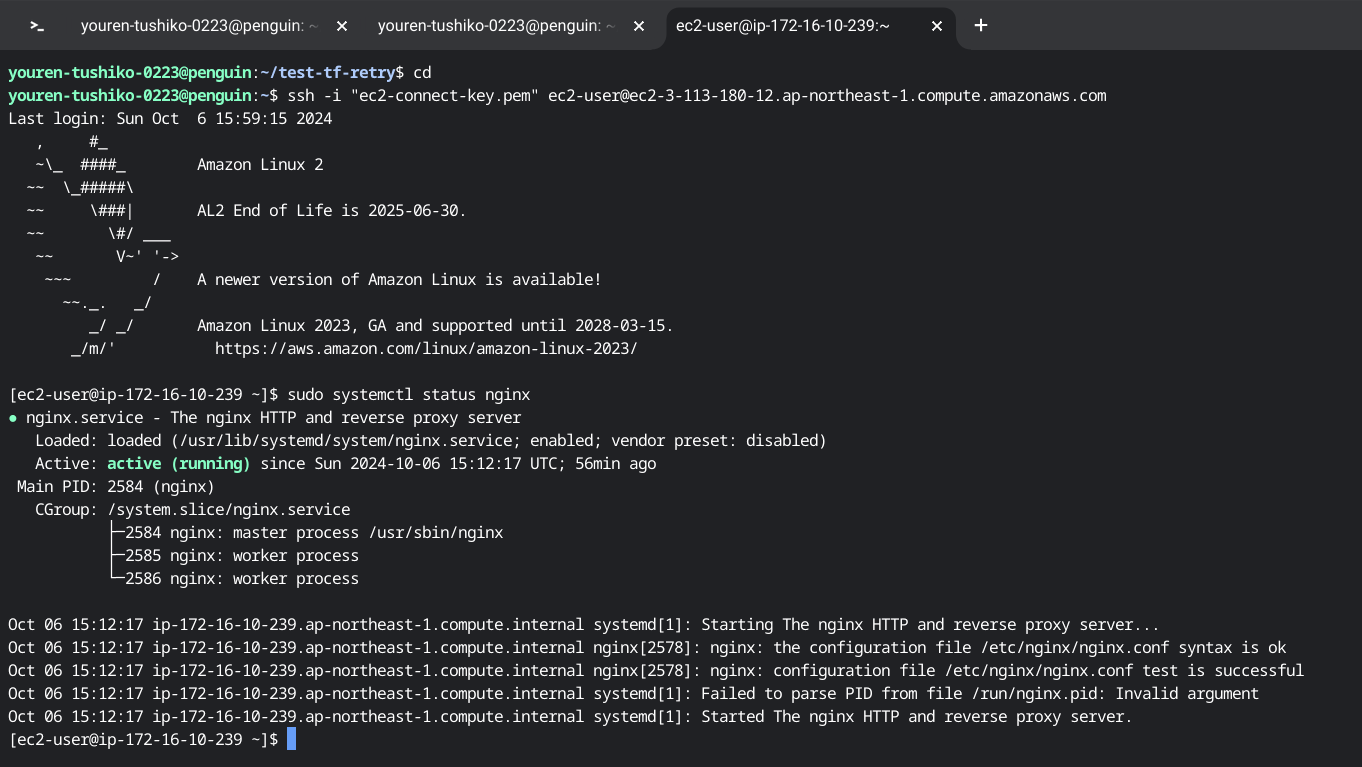 >_ youren-tushiko-0223@penguin: ~ × youren-tushiko-0223@penguin: ~ × ec2-user@ip-172-16-10-239:~ × +
youren-tushiko-0223@penguin:~/test-tf-retry$ cd
youren-tushiko-0223@penguin:~$ ssh -i "ec2-connect-key.pem" ec2-user@ec2-3-113-180-12.ap-northeast-1.compute.amazonaws.com
Last login: Sun Oct  6 15:59:15 2024
   ,     #_
   ~\_  ####_        Amazon Linux 2
  ~~  \_#####\
  ~~     \###|       AL2 End of Life is 2025-06-30.
  ~~       \#/ ___
   ~~       V~' '->
    ~~~         /    A newer version of Amazon Linux is available!
      ~~._.   _/
         _/ _/       Amazon Linux 2023, GA and supported until 2028-03-15.
       _/m/'           https://aws.amazon.com/linux/amazon-linux-2023/
[ec2-user@ip-172-16-10-239 ~]$ sudo systemctl status nginx
● nginx.service - The nginx HTTP and reverse proxy server
   Loaded: loaded (/usr/lib/systemd/system/nginx.service; enabled; vendor preset: disabled)
   Active: active (running) since Sun 2024-10-06 15:12:17 UTC; 56min ago
 Main PID: 2584 (nginx)
   CGroup: /system.slice/nginx.service
           ├─2584 nginx: master process /usr/sbin/nginx
           ├─2585 nginx: worker process
           └─2586 nginx: worker process
Oct 06 15:12:17 ip-172-16-10-239.ap-northeast-1.compute.internal systemd[1]: Starting The nginx HTTP and reverse proxy server...
Oct 06 15:12:17 ip-172-16-10-239.ap-northeast-1.compute.internal nginx[2578]: nginx: the configuration file /etc/nginx/nginx.conf syntax is ok
Oct 06 15:12:17 ip-172-16-10-239.ap-northeast-1.compute.internal nginx[2578]: nginx: configuration file /etc/nginx/nginx.conf test is successful
Oct 06 15:12:17 ip-172-16-10-239.ap-northeast-1.compute.internal systemd[1]: Failed to parse PID from file /run/nginx.pid: Invalid argument
Oct 06 15:12:17 ip-172-16-10-239.ap-northeast-1.compute.internal systemd[1]: Started The nginx HTTP and reverse proxy server.
[ec2-user@ip-172-16-10-239 ~]$